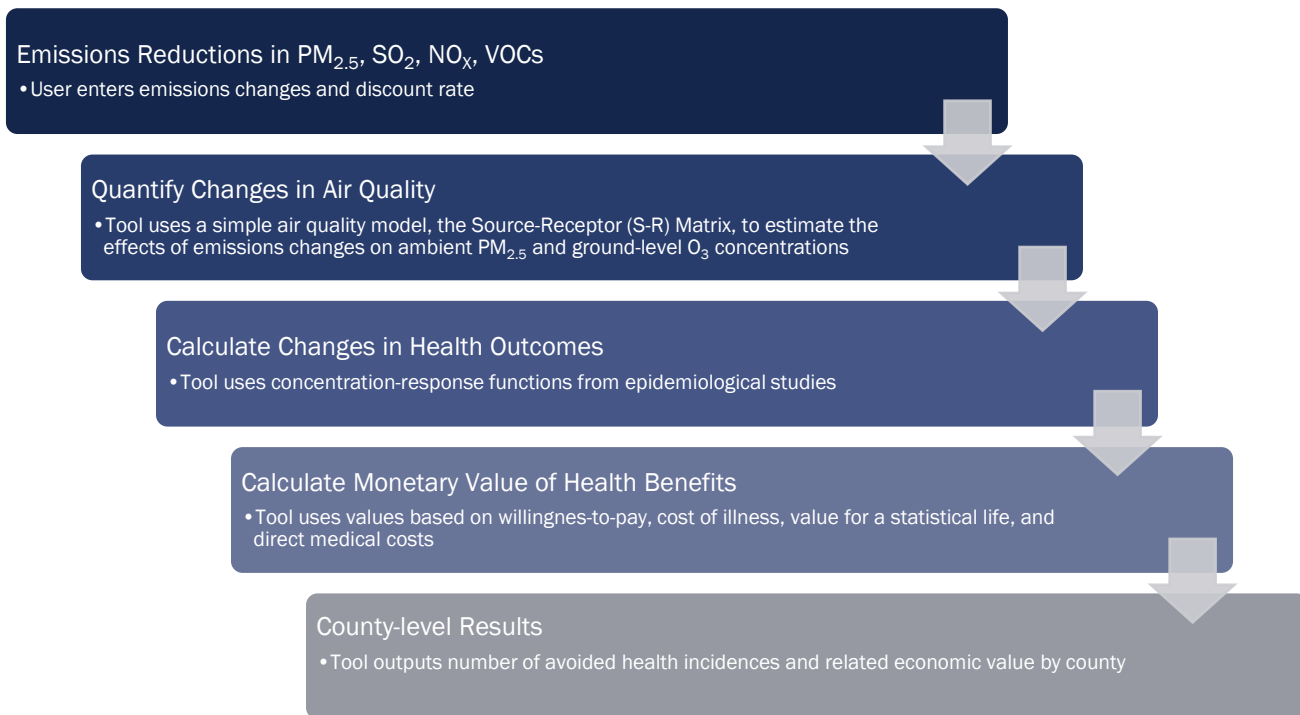 Emissions Reductions in PM₂.₅, SO₂, NOₓ, VOCs
•User enters emissions changes and discount rate
Quantify Changes in Air Quality
•Tool uses a simple air quality model, the Source-Receptor (S-R) Matrix, to estimate the
effects of emissions changes on ambient PM₂.₅ and ground-level O₃ concentrations
Calculate Changes in Health Outcomes
•Tool uses concentration-response functions from epidemiological studies
Calculate Monetary Value of Health Benefits
•Tool uses values based on willingnes-to-pay, cost of illness, value for a statistical life, and
direct medical costs
County-level Results
•Tool outputs number of avoided health incidences and related economic value by county